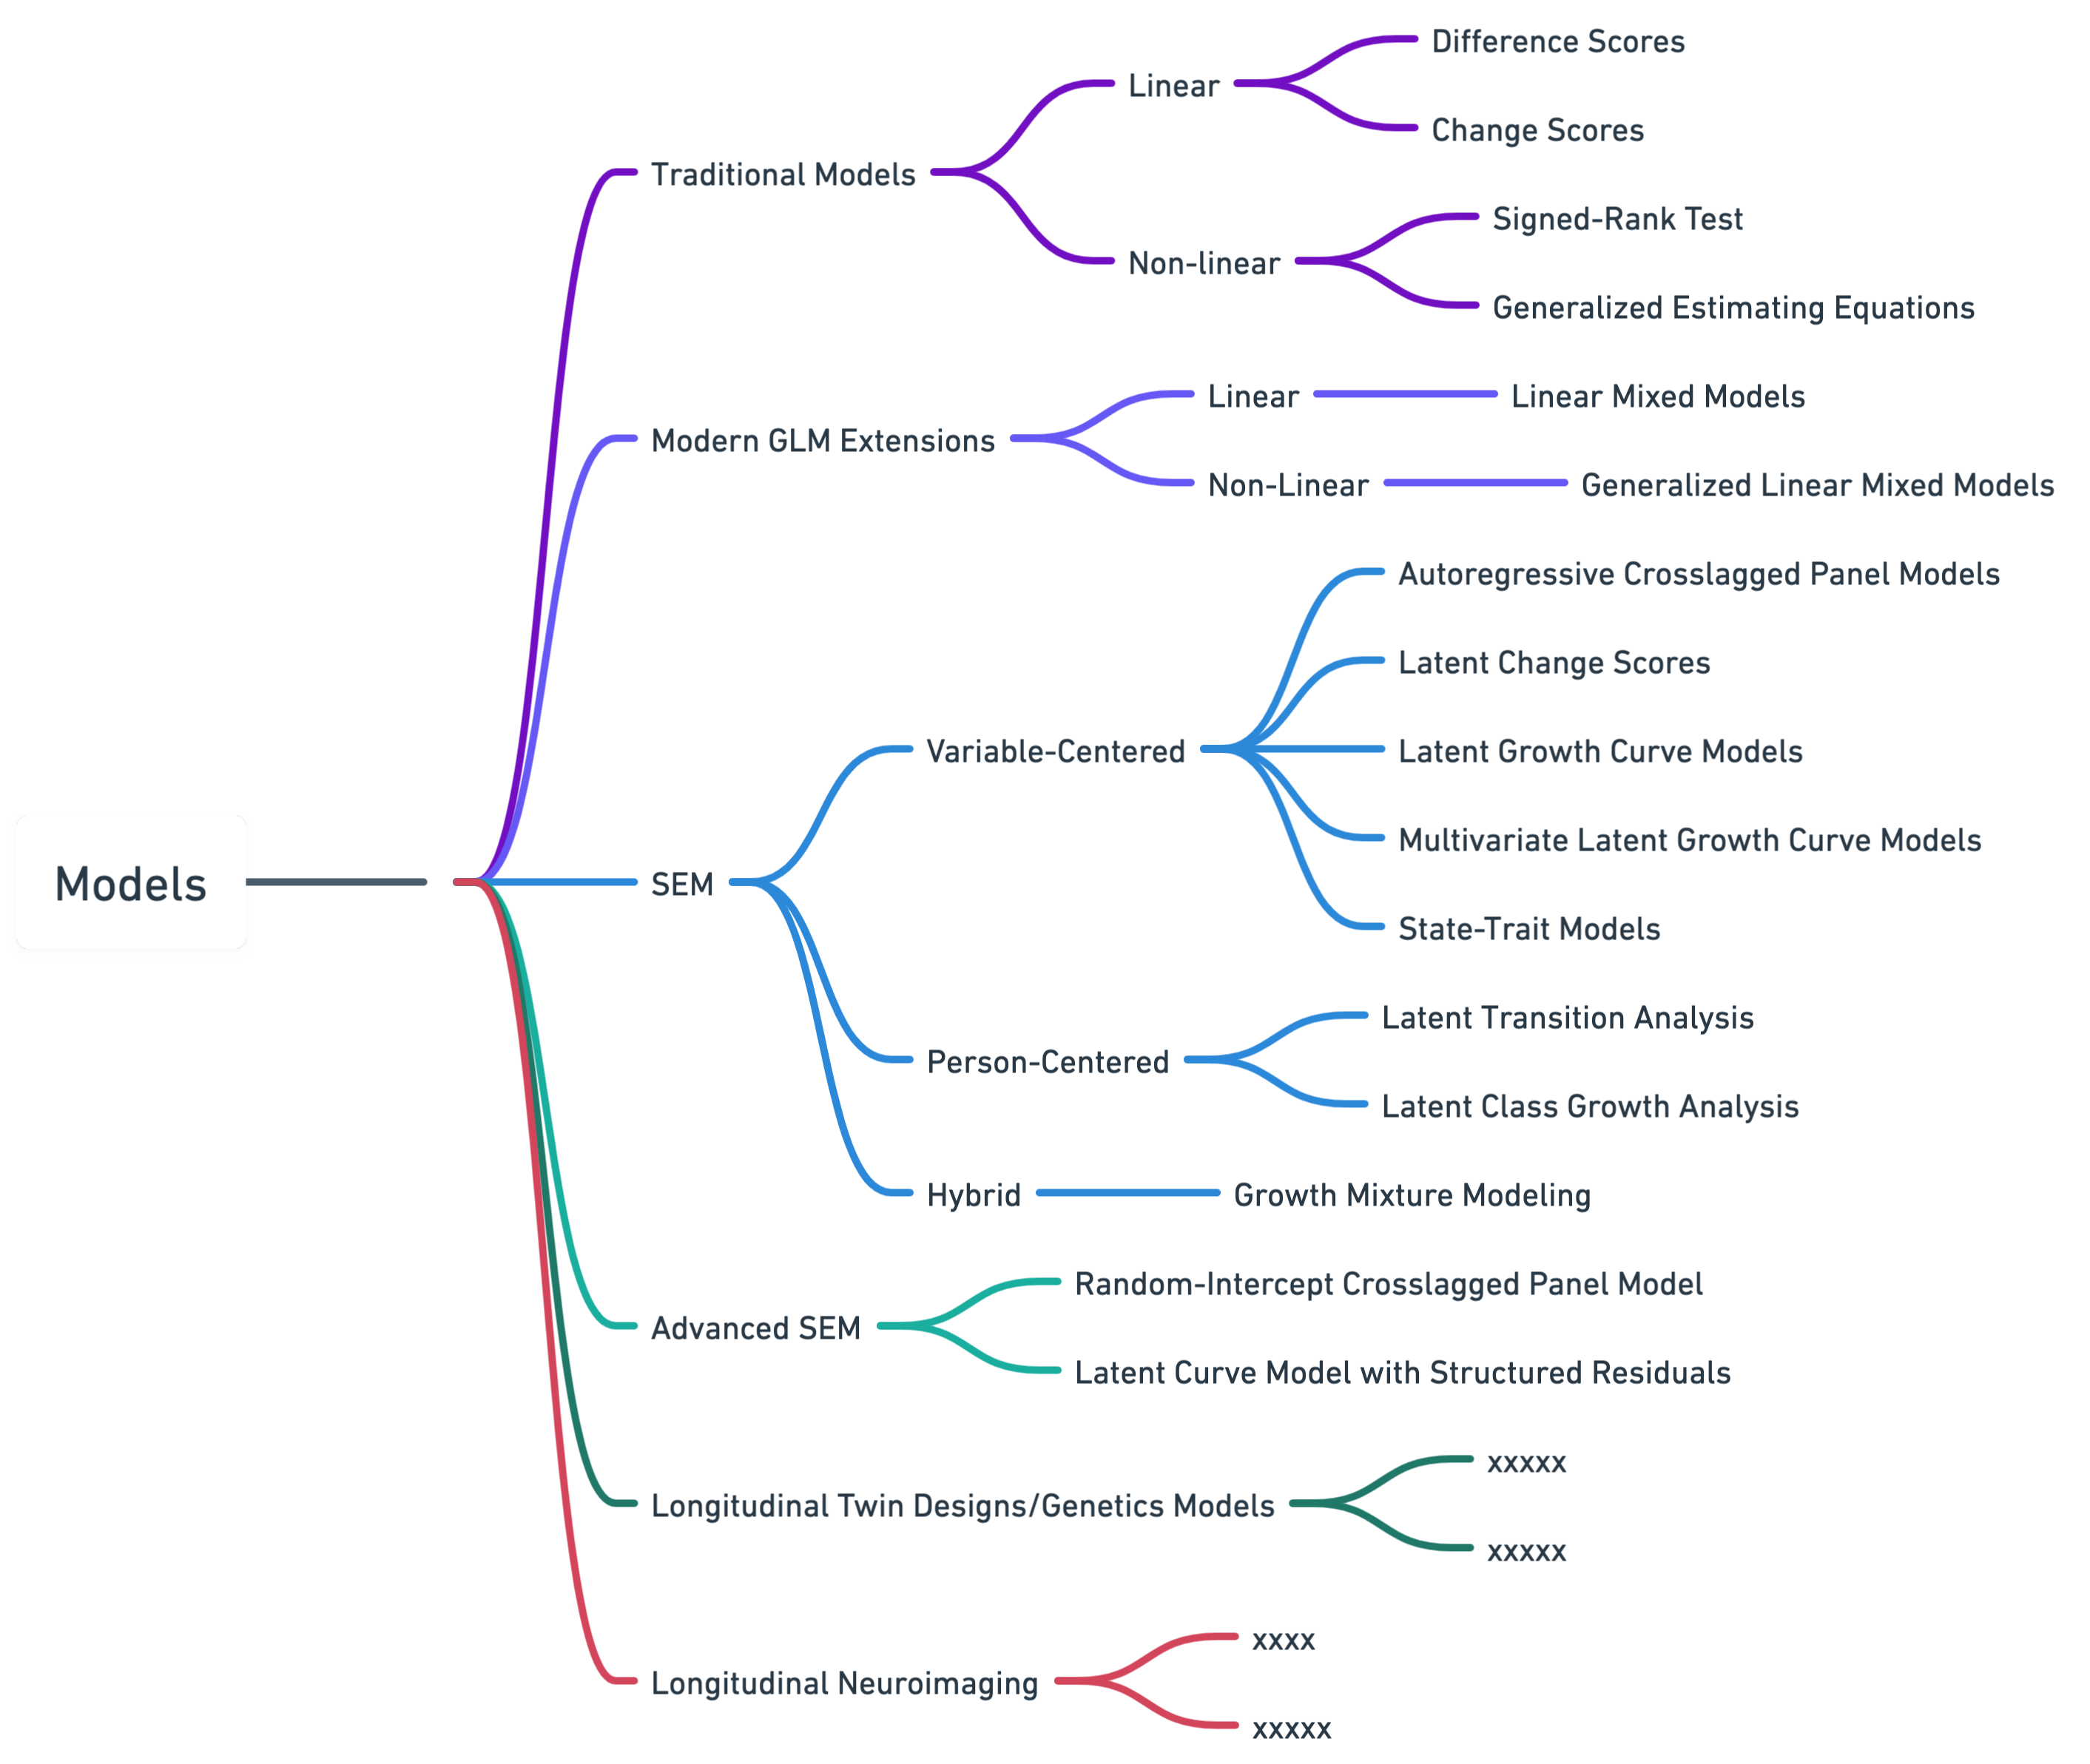 Models
Traditional Models
Linear
Difference Scores
Change Scores
Non-linear
Signed-Rank Test
Generalized Estimating Equations
Modern GLM Extensions
Linear
Linear Mixed Models
Non-Linear
Generalized Linear Mixed Models
SEM
Variable-Centered
Autoregressive Crosslagged Panel Models
Latent Change Scores
Latent Growth Curve Models
Multivariate Latent Growth Curve Models
State-Trait Models
Person-Centered
Latent Transition Analysis
Latent Class Growth Analysis
Hybrid
Growth Mixture Modeling
Advanced SEM
Random-Intercept Crosslagged Panel Model
Latent Curve Model with Structured Residuals
Longitudinal Twin Designs/Genetics Models
xxxxx
xxxxx
Longitudinal Neuroimaging
xxxx
xxxxx